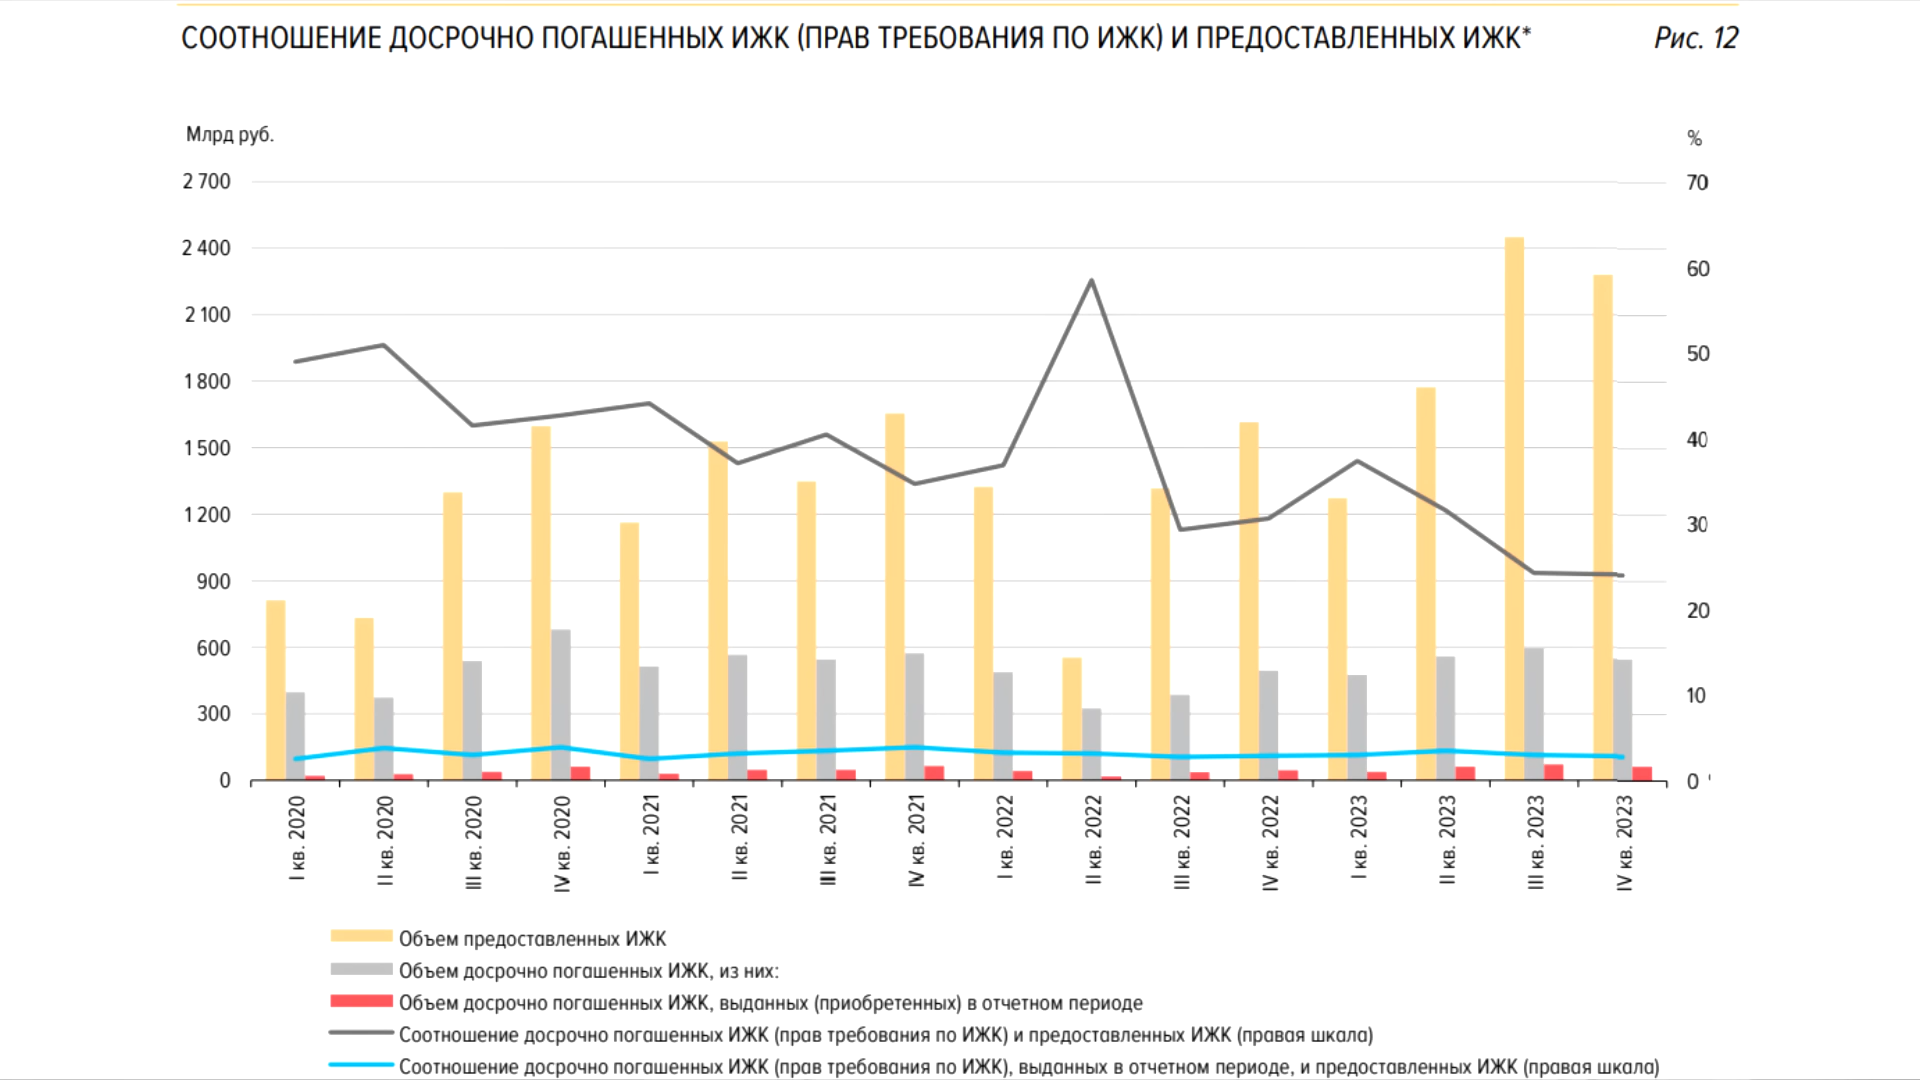 СООТНОШЕНИЕ ДОСРОЧНО ПОГАШЕННЫХ ИЖК (ПРАВ ТРЕБОВАНИЯ ПО ИЖК) И ПРЕДОСТАВЛЕННЫХ ИЖК* Рис. 12
Млрд руб. %
2 700 70
2 400
60
2 100
50
1 800
1 500
40
1 200
30
900
20
600
10
300
0 0
I кв. 2020
II кв. 2020
III кв. 2020
IV кв. 2020
I кв. 2021
II кв. 2021
III кв. 2021
IV кв. 2021
I кв. 2022
II кв. 2022
III кв. 2022
IV кв. 2022
I кв. 2023
II кв. 2023
III кв. 2023
IV кв. 2023
Объем предоставленных ИЖК
Объем досрочно погашенных ИЖК, из них:
Объем досрочно погашенных ИЖК, выданных (приобретенных) в отчетном периоде
Соотношение досрочно погашенных ИЖК (прав требования по ИЖК) и предоставленных ИЖК (правая шкала)
Соотношение досрочно погашенных ИЖК (прав требования по ИЖК), выданных в отчетном периоде, и предоставленных ИЖК (правая шкала)